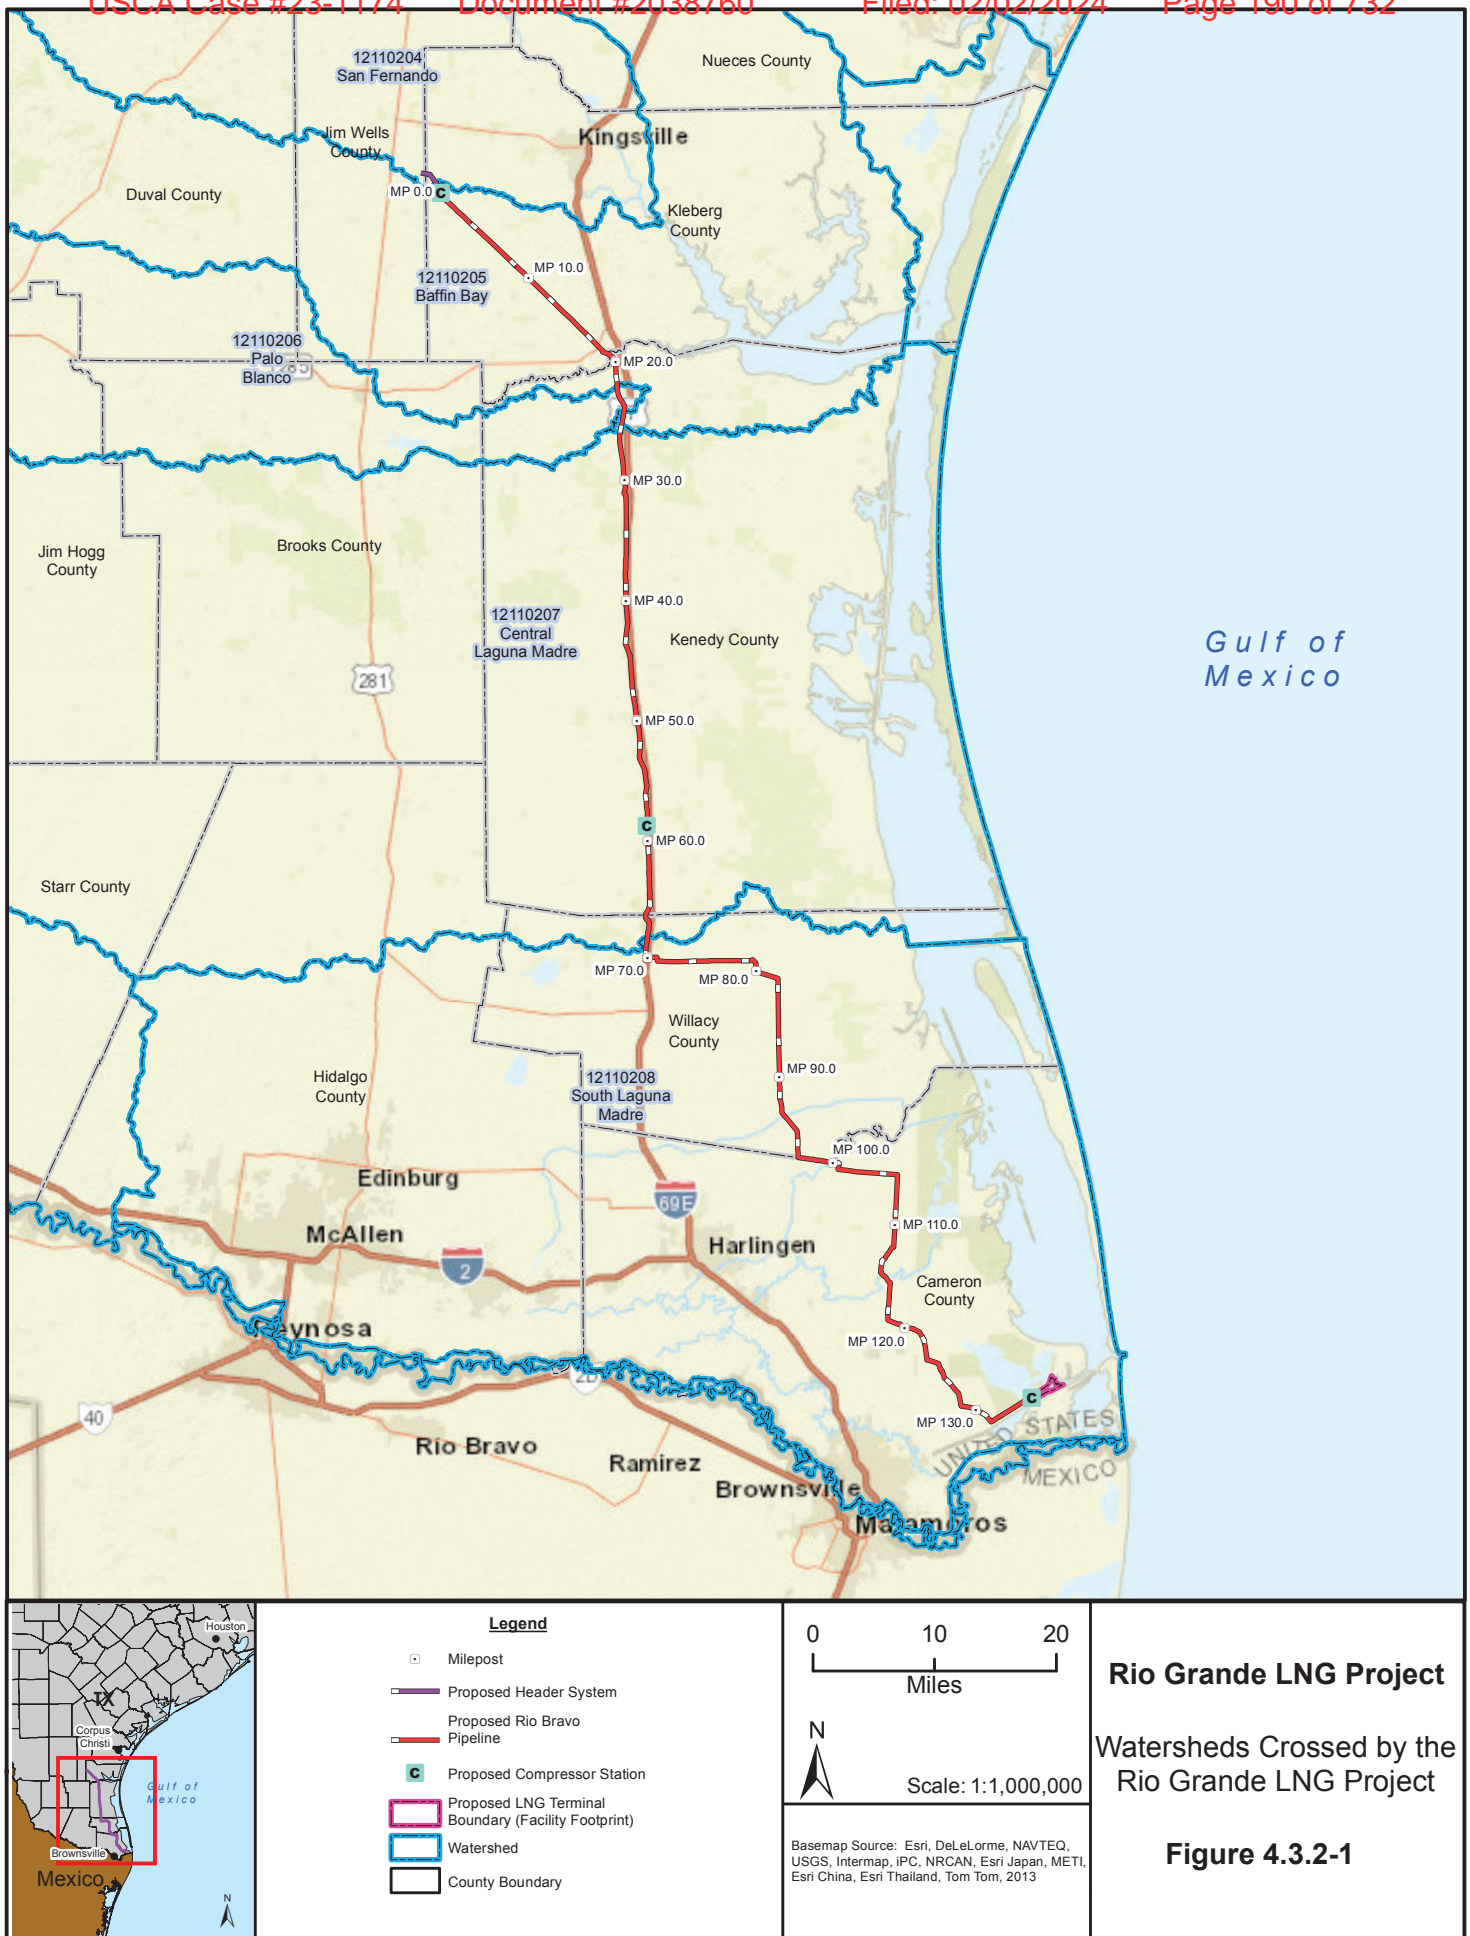 USCA Case #23-1174 Document #2038760 Filed: 02/02/2024 Page 190 of 732
Nueces County
12110204
San Fernando
Jim Wells
County
Kingsville
Duval County
MP 0.0
C
Kleberg
County
MP 10.0
12110205
Baffin Bay
12110206
Palo
Blanco
285
MP 20.0
MP 30.0
Jim Hogg
County
Brooks County
MP 40.0
12110207
Central
Laguna Madre
Kenedy County
Gulf of
Mexico
281
MP 50.0
C
MP 60.0
Starr County
MP 70.0
MP 80.0
Willacy
County
MP 90.0
Hidalgo
County
12110208
South Laguna
Madre
MP 100.0
Edinburg
69E
MP 110.0
McAllen
Harlingen
2
Cameron
County
Reynosa
MP 120.0
2D
C
40
MP 130.0
UNITED STATES
MEXICO
Río Bravo
Ramirez
Brownsville
Matamoros
Houston
TX
Corpus
Christi
Gulf of
Mexico
Brownsville
Mexico
N
Legend
Milepost
Proposed Header System
Proposed Rio Bravo
Pipeline
C Proposed Compressor Station
Proposed LNG Terminal
Boundary (Facility Footprint)
Watershed
County Boundary
0 10 20
Miles
N
Scale: 1:1,000,000
Basemap Source: Esri, DeLeLorme, NAVTEQ,
USGS, Intermap, iPC, NRCAN, Esri Japan, METI,
Esri China, Esri Thailand, Tom Tom, 2013
Rio Grande LNG Project
Watersheds Crossed by the
Rio Grande LNG Project
Figure 4.3.2-1